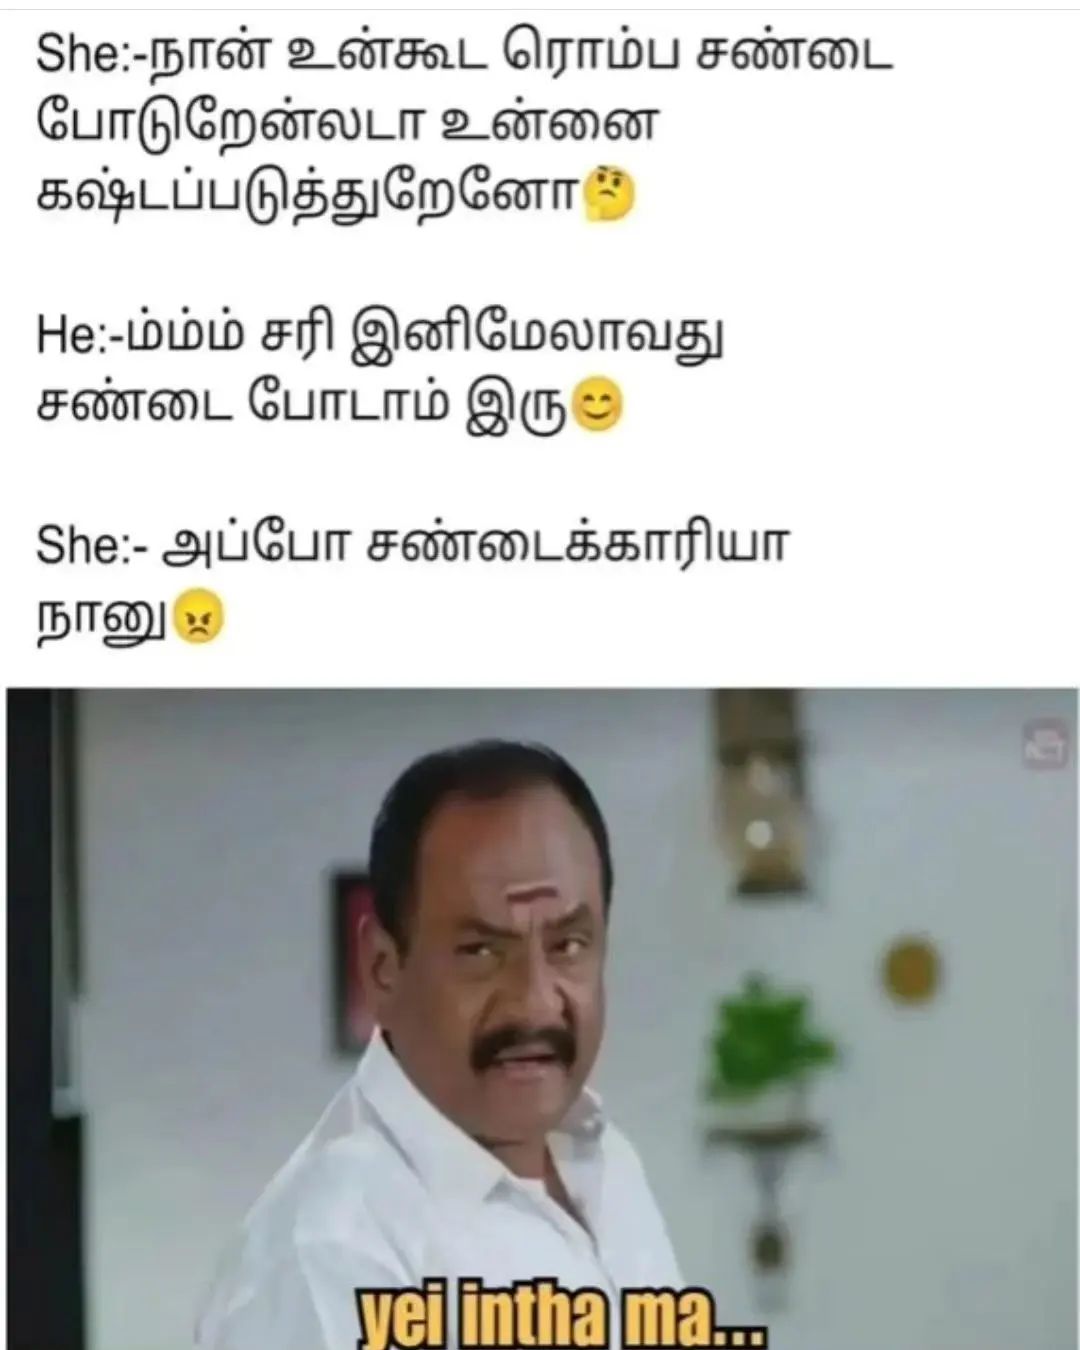 She:-நான் உன்கூட ரொம்ப சண்டை
போடுறேன்லடா உன்னை
கஷ்டப்படுத்துறேனோ🤔
He:-ம்ம்ம் சரி இனிமேலாவது
சண்டை போடாம் இரு😊
She:- அப்போ சண்டைக்காரியா
நானு😠
yei intha ma...